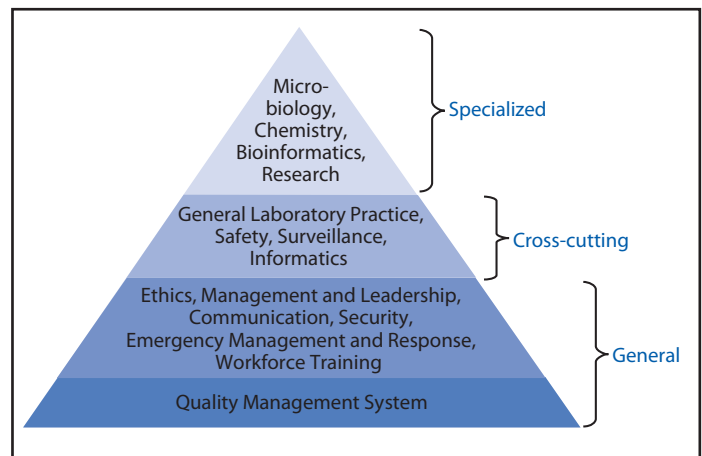 Micro-
biology,
Chemistry,
Bioinformatics,
Research
Specialized
General Laboratory Practice,
Safety, Surveillance,
Informatics
Cross-cutting
Ethics, Management and Leadership,
Communication, Security,
Emergency Management and Response,
Workforce Training
General
Quality Management System